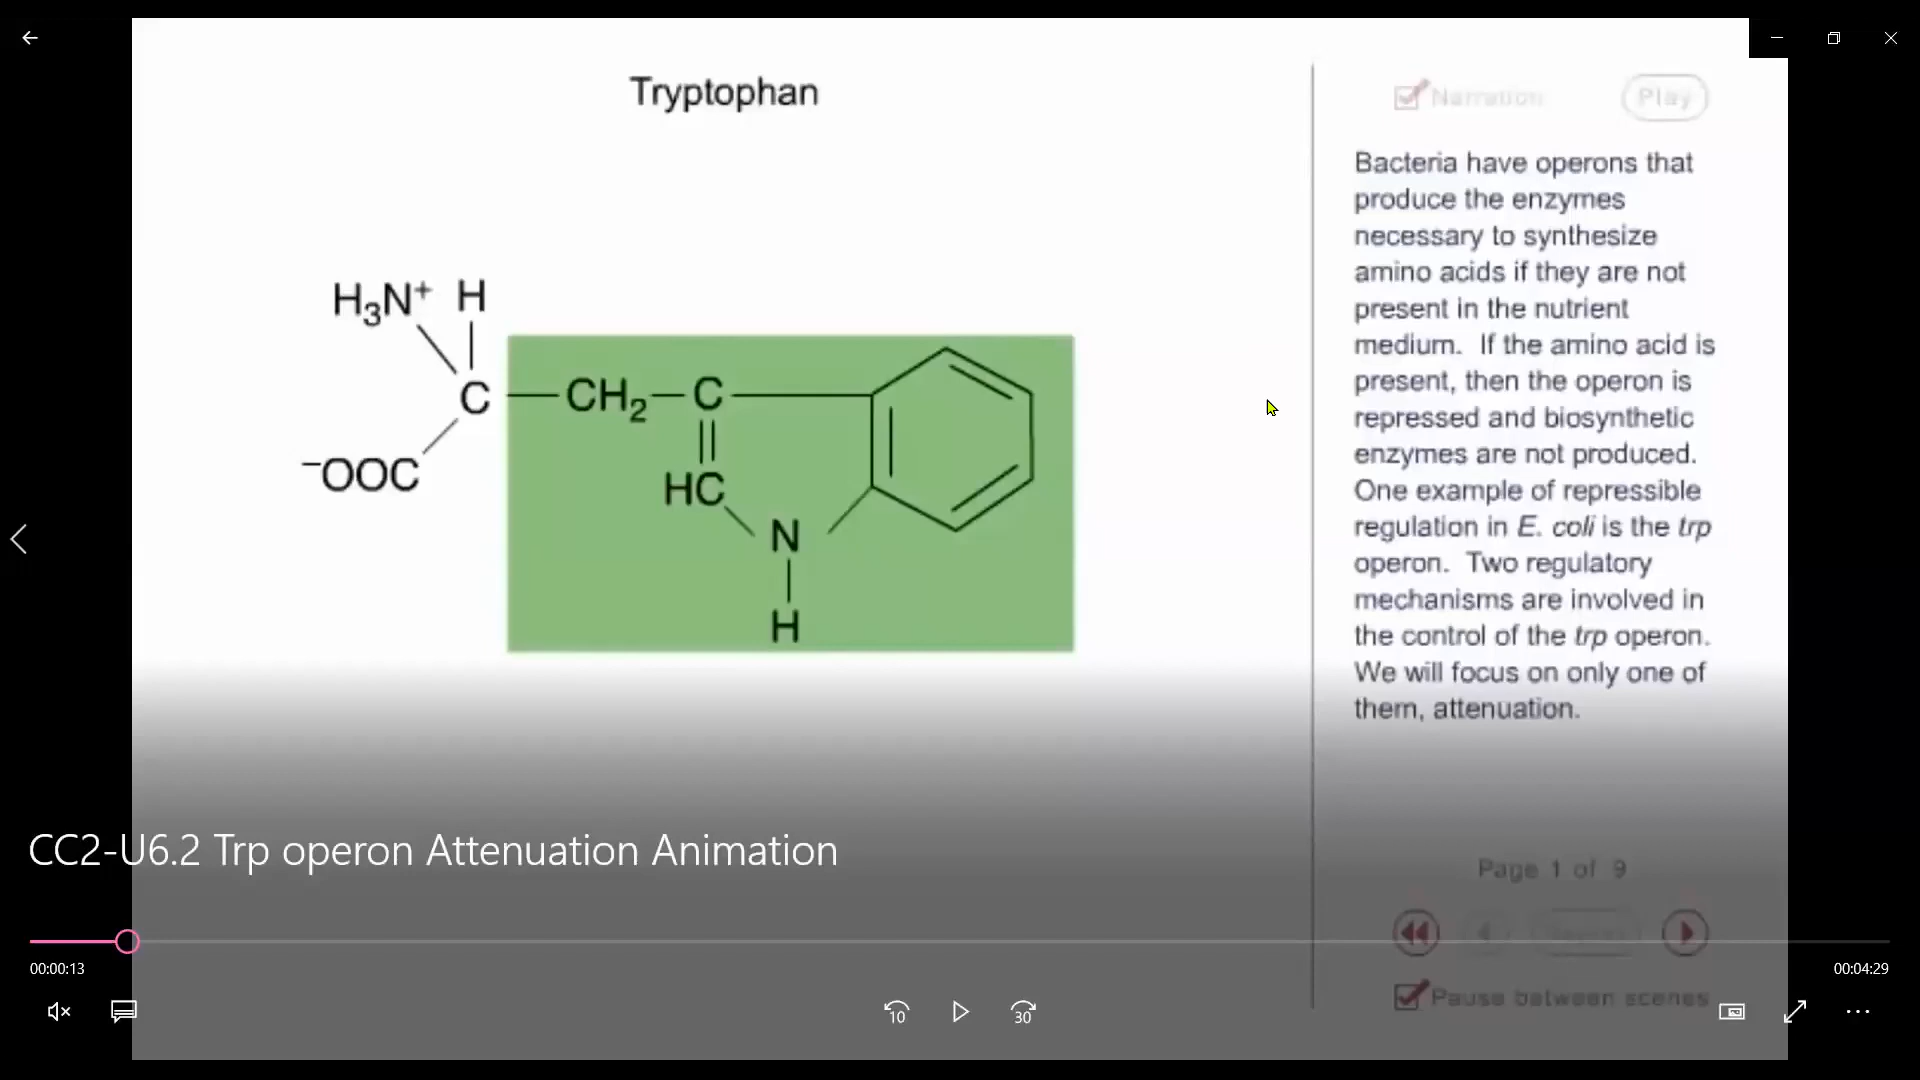 Tryptophan
H3N+ H
C — CH2 — C
-OOC
HC
N
H
Narration
Play
Bacteria have operons that
produce the enzymes
necessary to synthesize
amino acids if they are not
present in the nutrient
medium.  If the amino acid is
present, then the operon is
repressed and biosynthetic
enzymes are not produced.
One example of repressible
regulation in E. coli is the trp
operon.  Two regulatory
mechanisms are involved in
the control of the trp operon.
We will focus on only one of
them, attenuation.
CC2-U6.2 Trp operon Attenuation Animation
Page 1 of 9
00:00:13
00:04:29
10
30
Pause between scenes